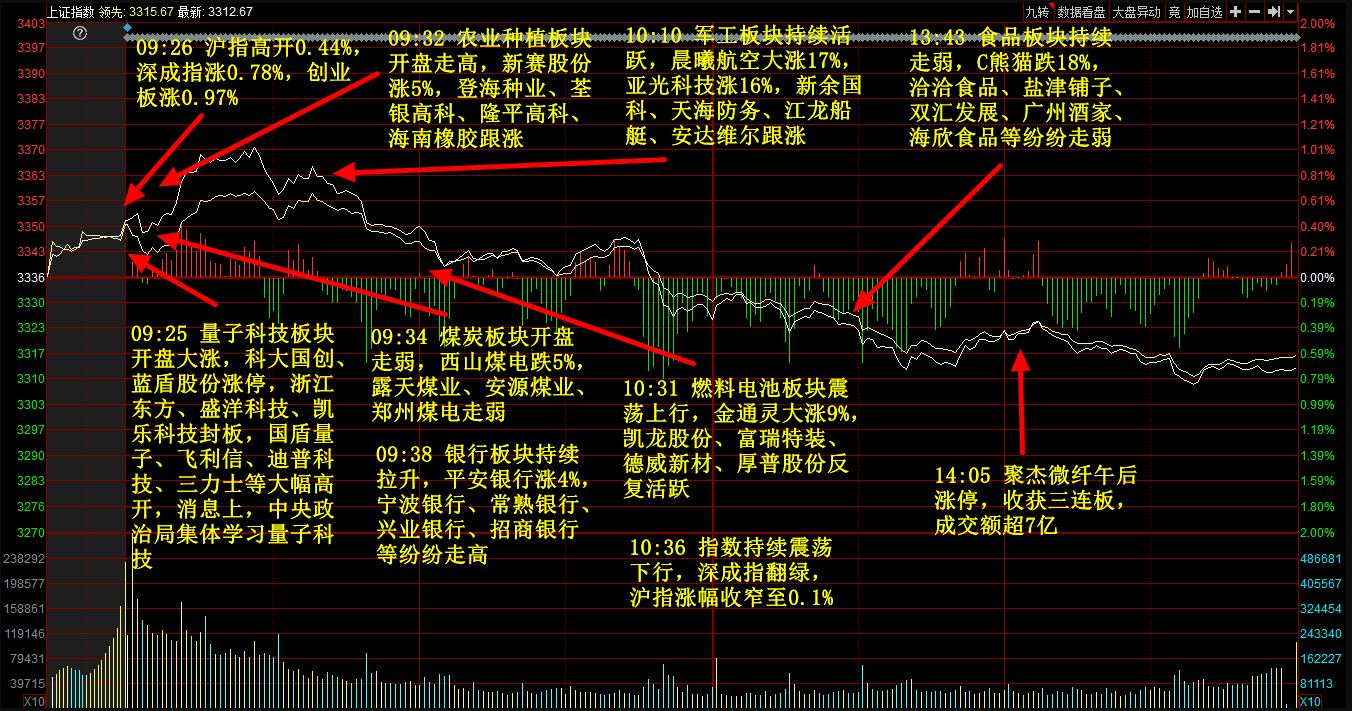 上证指数 领先: 3315.67 最新: 3312.67
九转 数据看盘 大盘异动 竞 加自选
3403
3397
3390
3383
3377
3370
3363
3357
3350
3343
3336
3330
3323
3317
3310
3303
3297
3290
3283
3276
3270
238292
198577
158861
119146
79431
39715
X10
09:26 沪指高开0.44%,
深成指涨0.78%, 创业
板涨0.97%
09:32 农业种植板块
开盘走高, 新赛股份
涨5%, 登海种业、荃
银高科、隆平高科、
海南橡胶跟涨
10:10 军工板块持续活
跃, 晨曦航空大涨17%,
亚光科技涨16%, 新余国
科、天海防务、江龙船
艇、安达维尔跟涨
13:43 食品板块持续
走弱, C熊猫跌18%,
洽洽食品、盐津铺子、
双汇发展、广州酒家、
海欣食品等纷纷走弱
09:25 量子科技板块
开盘大涨, 科大国创、
蓝盾股份涨停, 浙江
东方、盛洋科技、凯
乐科技封板, 国盾量
子、飞利信、迪普科
技、三力士等大幅高
开, 消息上, 中央政
治局集体学习量子科
技
09:34 煤炭板块开盘
走弱, 西山煤电跌5%,
露天煤业、安源煤业、
郑州煤电走弱
09:38 银行板块持续
拉升, 平安银行涨4%,
宁波银行、常熟银行、
兴业银行、招商银行
等纷纷走高
10:31 燃料电池板块震
荡上行, 金通灵大涨9%,
凯龙股份、富瑞特装、
德威新材、厚普股份反
复活跃
10:36 指数持续震荡
下行, 深成指翻绿,
沪指涨幅收窄至0.1%
14:05 聚杰微纤午后
涨停, 收获三连板,
成交额超7亿
2.00%
1.81%
1.61%
1.41%
1.21%
1.01%
0.81%
0.61%
0.40%
0.21%
0.00%
0.19%
0.39%
0.59%
0.79%
0.99%
1.19%
1.39%
1.59%
1.80%
2.00%
486681
405567
324454
243340
162227
81113
X10